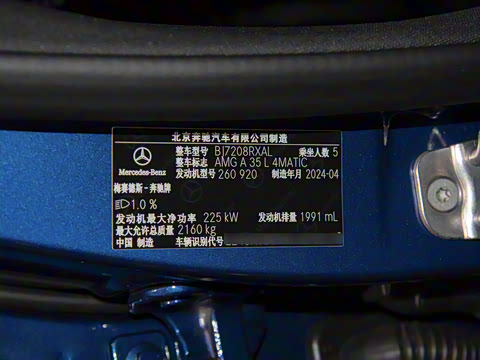 北京奔驰汽车有限公司制造
Mercedes-Benz
整车型号 BJ7208RXAL 乘坐人数 5
整车标志 AMG A 35 L 4MATIC
发动机型号 260 920 制造年月 2024-04
梅赛德斯－奔驰牌
1.0 %
发动机最大净功率 225 kW 发动机排量 1991 mL
最大允许总质量 2160 kg
中国 制造 车辆识别代号